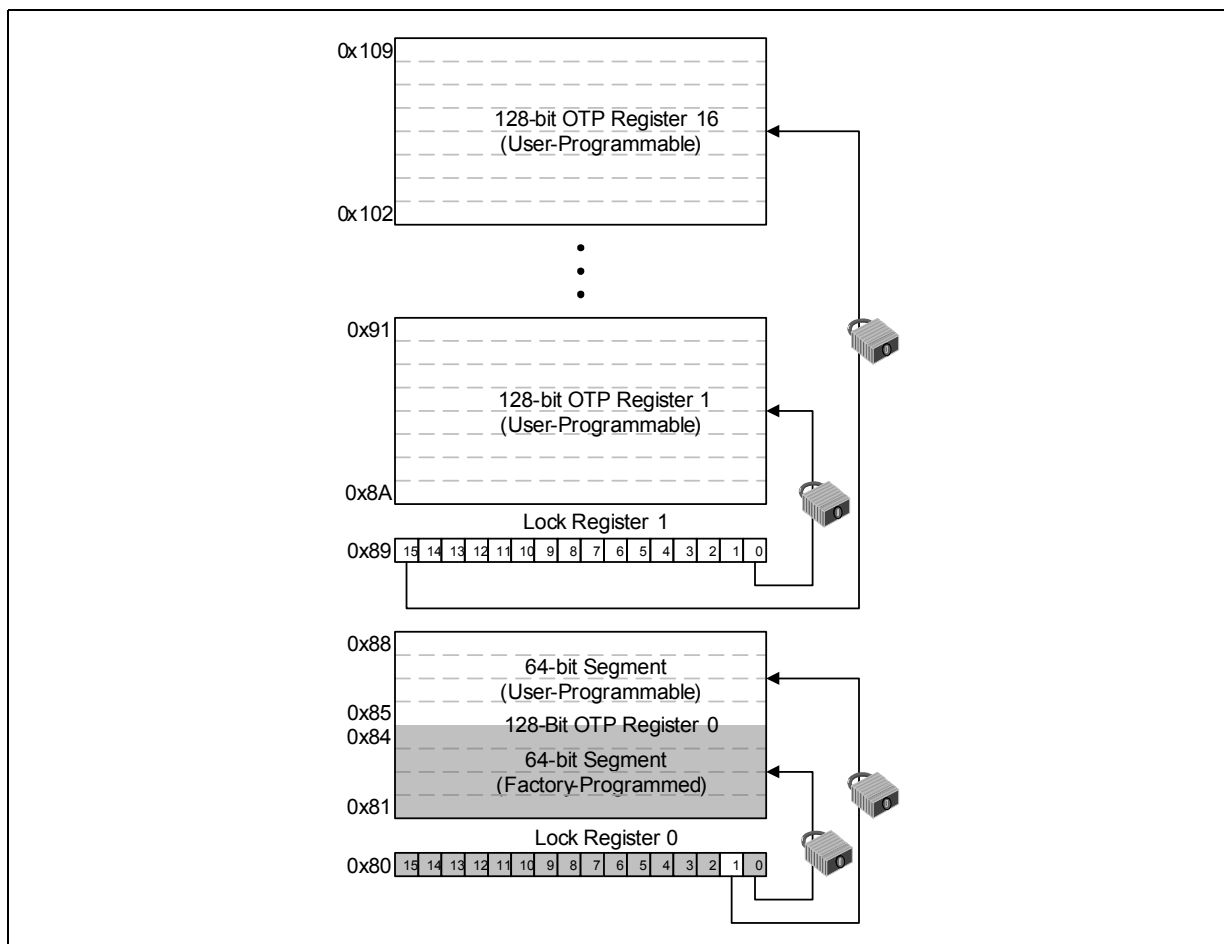 0x109
128-bit OTP Register 16
(User-Programmable)
0x102
0x91
128-bit OTP Register 1
(User-Programmable)
0x8A
Lock Register 1
0x89 15 14 13 12 11 10 9 8 7 6 5 4 3 2 1 0
0x88
64-bit Segment
(User-Programmable)
0x85
128-Bit OTP Register 0
0x84
64-bit Segment
(Factory-Programmed)
0x81
Lock Register 0
0x80 15 14 13 12 11 10 9 8 7 6 5 4 3 2 1 0